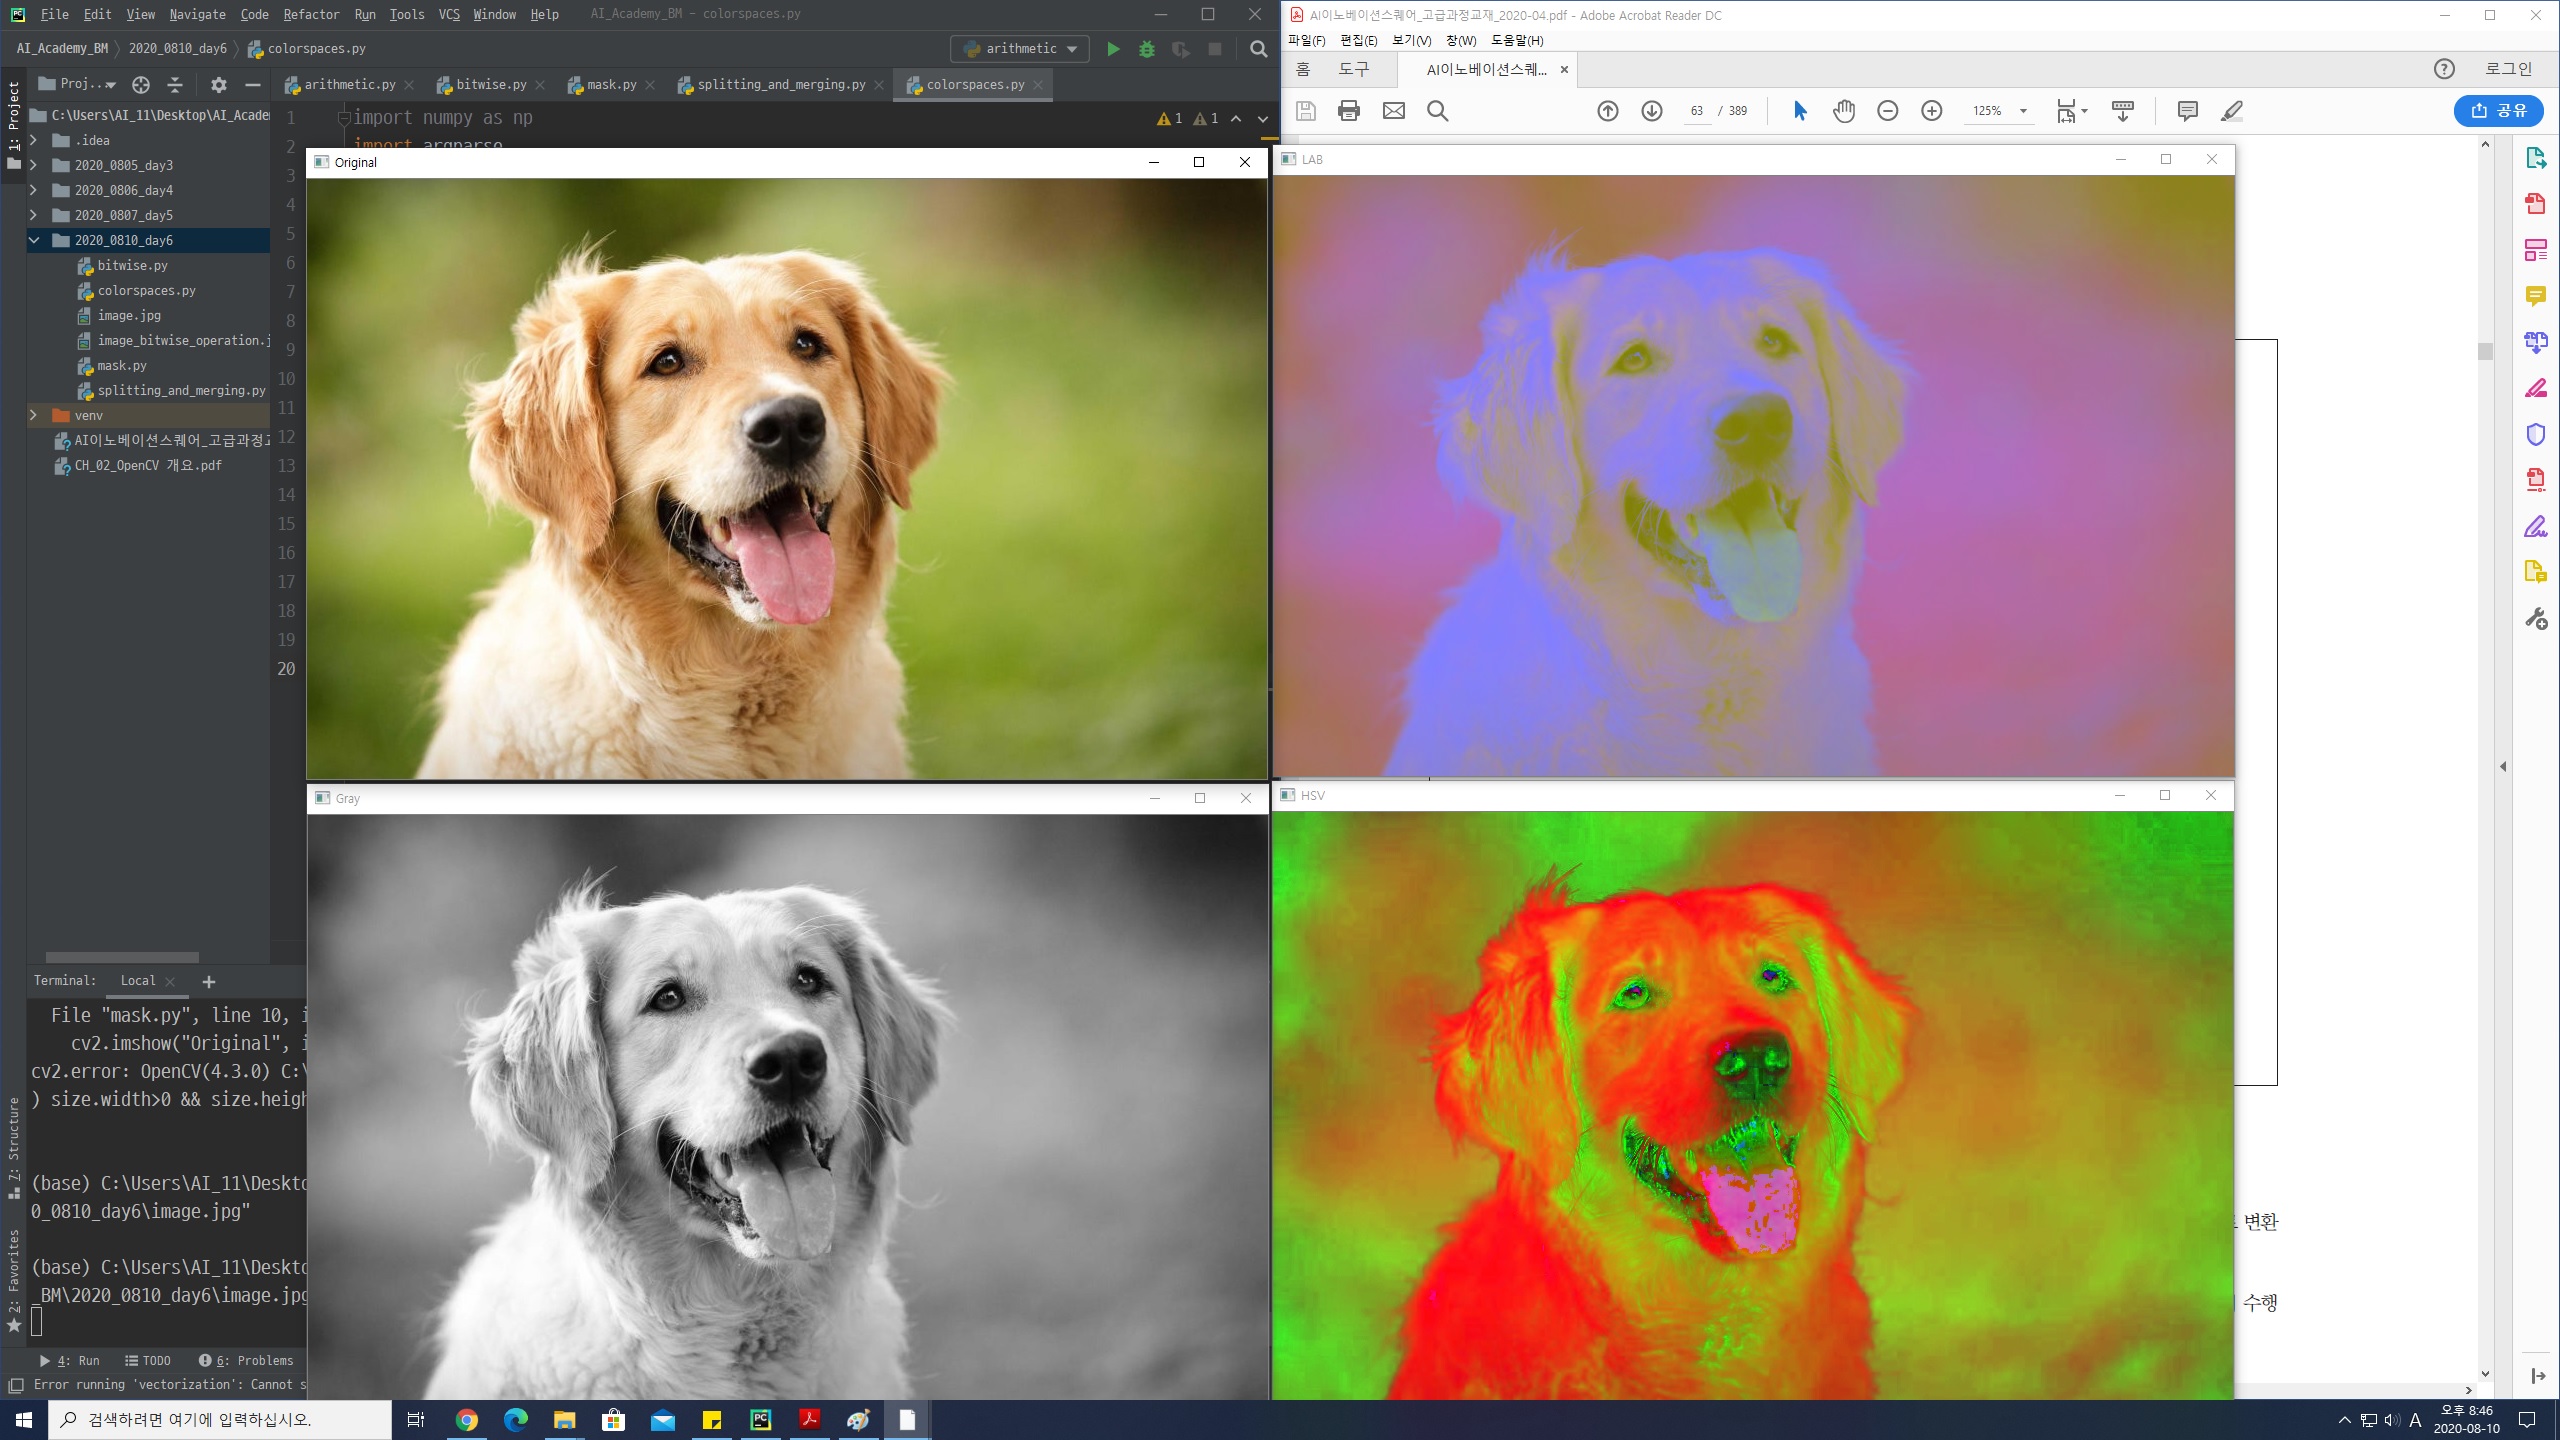 File Edit View Navigate Code Refactor Run Tools VCS Window Help AI_Academy_BM - colorspaces.py
AI_Academy_BM 2020_0810_day6 colorspaces.py arithmetic
1: Project
Proj...
arithmetic.py bitwise.py mask.py splitting_and_merging.py colorspaces.py
C:\Users\AI_11\Desktop\AI_Acade
.idea
2020_0805_day3
2020_0806_day4
2020_0807_day5
2020_0810_day6
bitwise.py
colorspaces.py
image.jpg
image_bitwise_operation.j
mask.py
splitting_and_merging.py
venv
AI이노베이션스퀘어_고급과정교
CH_02_OpenCV 개요.pdf
1 import numpy as np
1 1
2 import argparse
3
4
5
6
7
8
9
10
11
12
13
14
15
16
17
18
19
20
Original
Gray
Terminal: Local
File "mask.py", line 10, i
cv2.imshow("Original", i
cv2.error: OpenCV(4.3.0) C:\
) size.width>0 && size.heigh
(base) C:\Users\AI_11\Deskto
0_0810_day6\image.jpg"
(base) C:\Users\AI_11\Deskto
_BM\2020_0810_day6\image.jpg
7: Structure
2: Favorites
4: Run TODO 6: Problems
Error running 'vectorization': Cannot s
AI이노베이션스퀘어_고급과정교재_2020-04.pdf - Adobe Acrobat Reader DC
파일(F) 편집(E) 보기(V) 창(W) 도움말(H)
홈 도구 AI이노베이션스퀘... 로그인
63 / 389 125% 공유
LAB
HSV
변환
수행
검색하려면 여기에 입력하십시오.
A 오후 8:46
2020-08-10